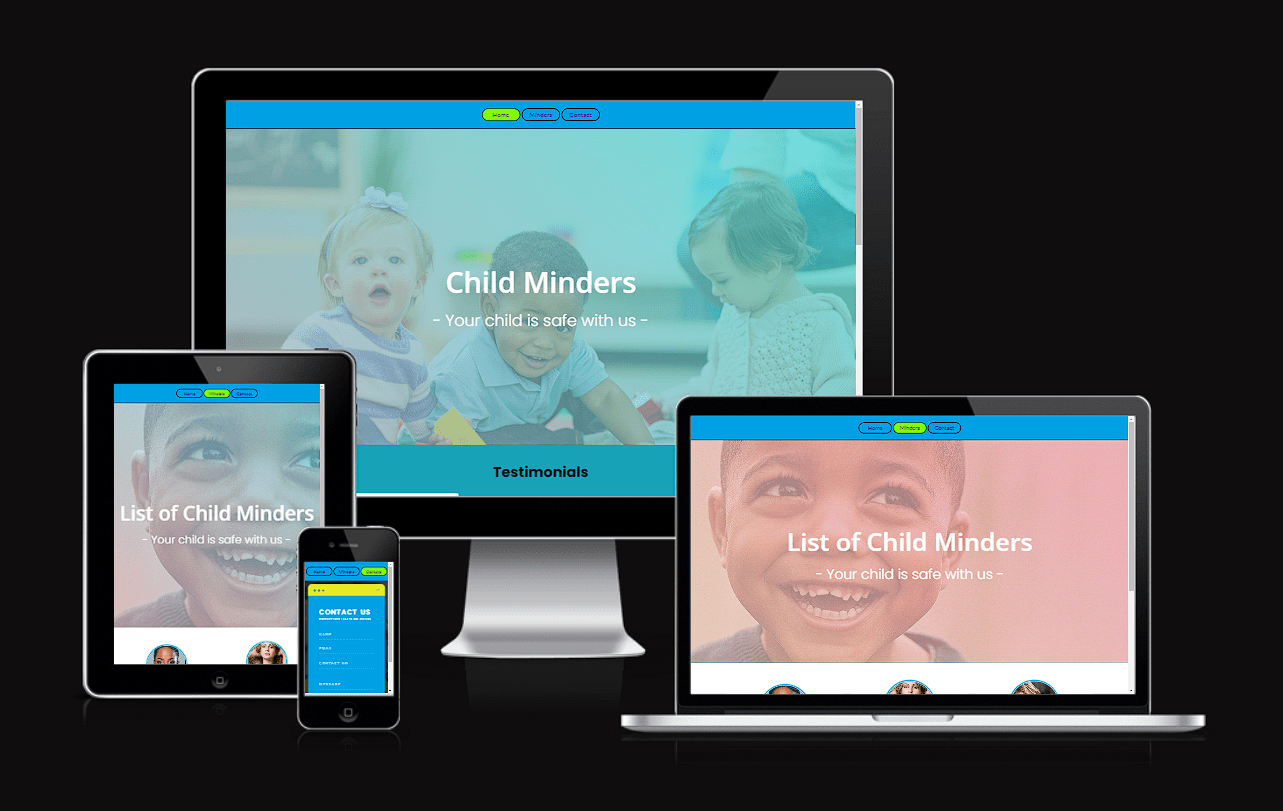 Home Minders Contact
Child Minders
- Your child is safe with us -
Testimonials
Home Minders Contact
List of Child Minders
- Your child is safe with us -
Home Minders Contact
CONTACT US
Home Minders Contact
List of Child Minders
- Your child is safe with us -